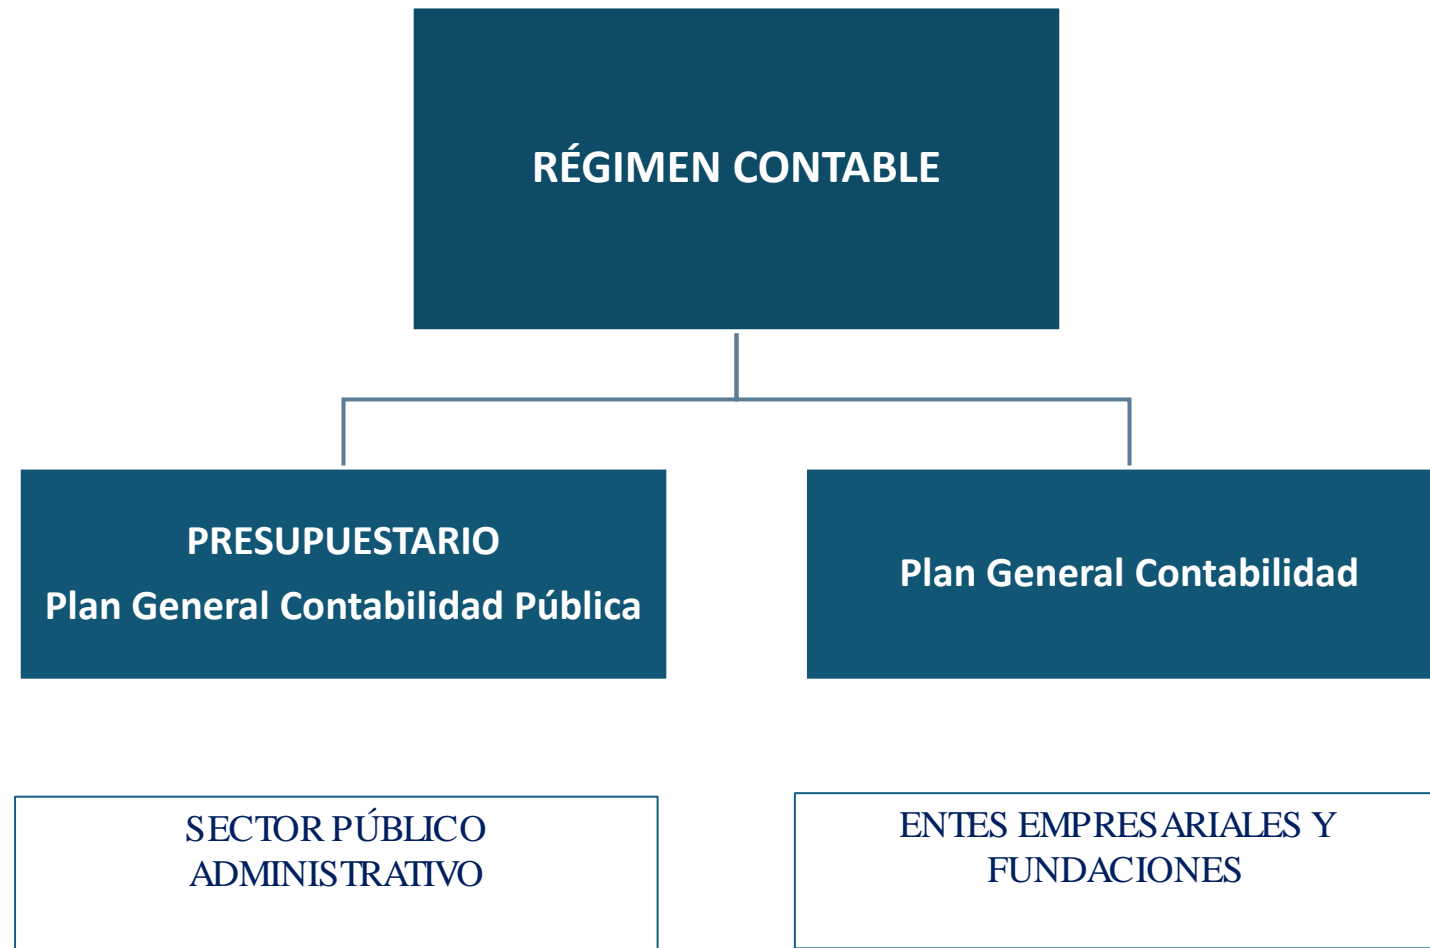 RÉGIMEN CONTABLE
PRESUPUESTARIO
Plan General Contabilidad Pública
Plan General Contabilidad
SECTOR PÚBLICO
ADMINISTRATIVO
ENTES EMPRESARIALES Y
FUNDACIONES